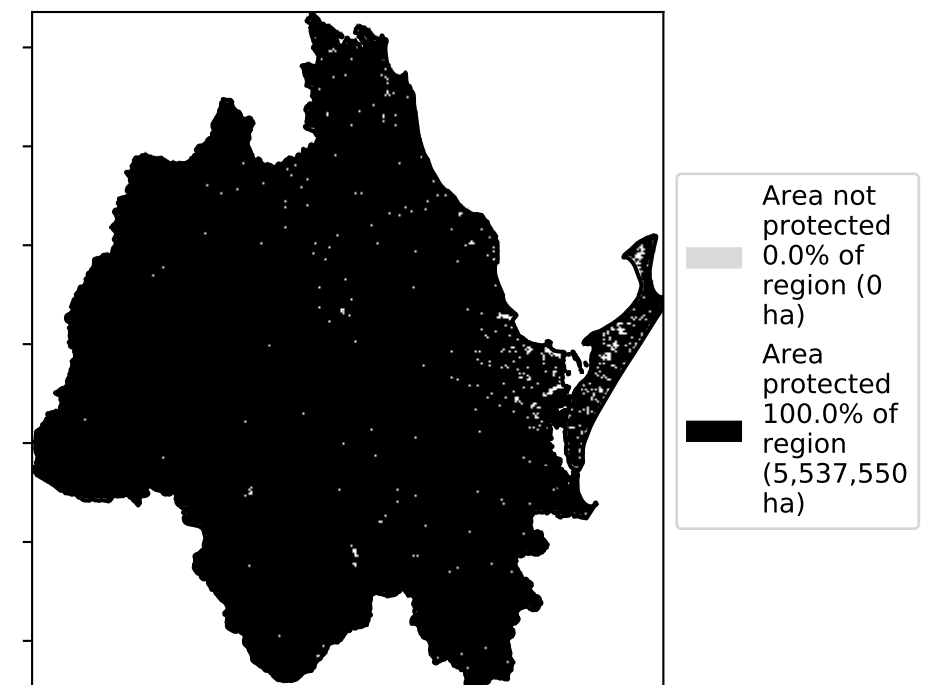 Area not
protected
0.0% of
region (0
ha)
Area
protected
100.0% of
region
(5,537,550
ha)